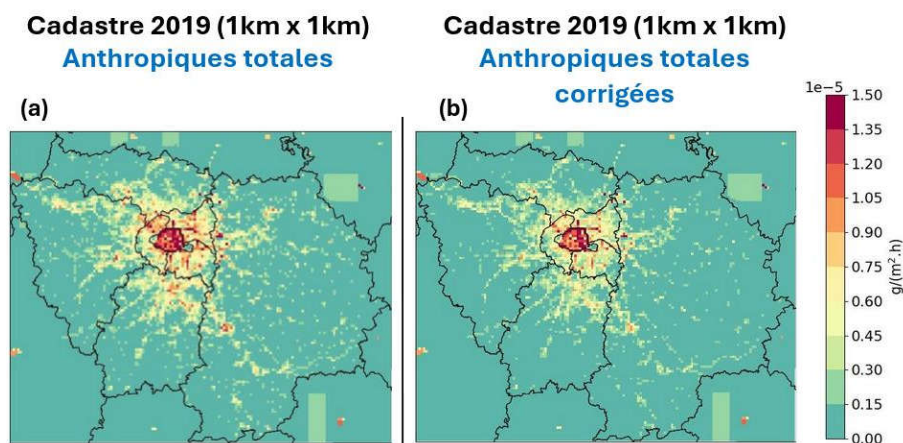 Cadastre 2019 (1km x 1km)
Anthropiques totales
(a)
Cadastre 2019 (1km x 1km)
Anthropiques totales
corrigées
(b)
1e−5
1.50
1.35
1.20
1.05
0.90
0.75
0.60
0.45
0.30
0.15
0.00
g/(m².h)